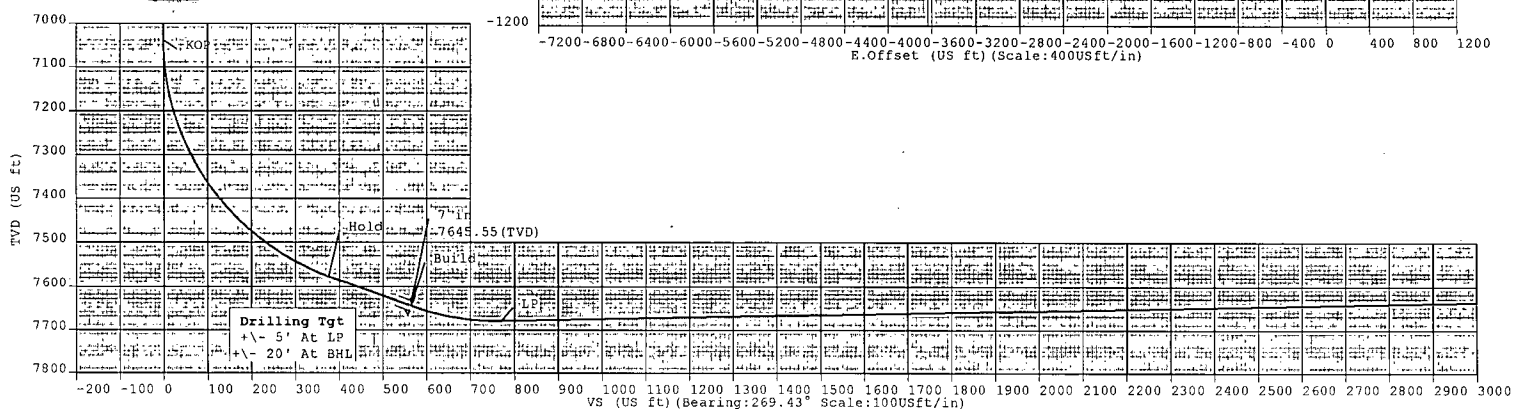 -1200
-7200-6800-6400-6000-5600-5200-4800-4400-4000-3600-3200-2800-2400-2000-1600-1200-800 -400 0 400 800 1200
E.Offset (US ft) (Scale:400USft/in)
7000
7100
7200
7300
7400
7500
7600
7700
7800
TVD (US ft)
KOP
Hold
7 in
7645.55(TVD)
Build
LP
Drilling Tgt
+\- 5' At LP
+\- 20' At BHL
-200 -100 0 100 200 300 400 500 600 700 800 900 1000 1100 1200 1300 1400 1500 1600 1700 1800 1900 2000 2100 2200 2300 2400 2500 2600 2700 2800 2900 3000
VS (US ft) (Bearing:269.43° Scale:100USft/in)